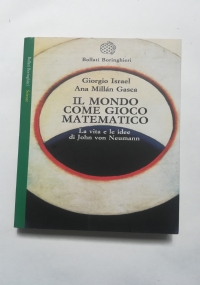 Bollati Boringhieri
Giorgio Israel
Ana Millán Gasca
IL MONDO
COME GIOCO
MATEMATICO
La vita e le idee
di John von Neumann